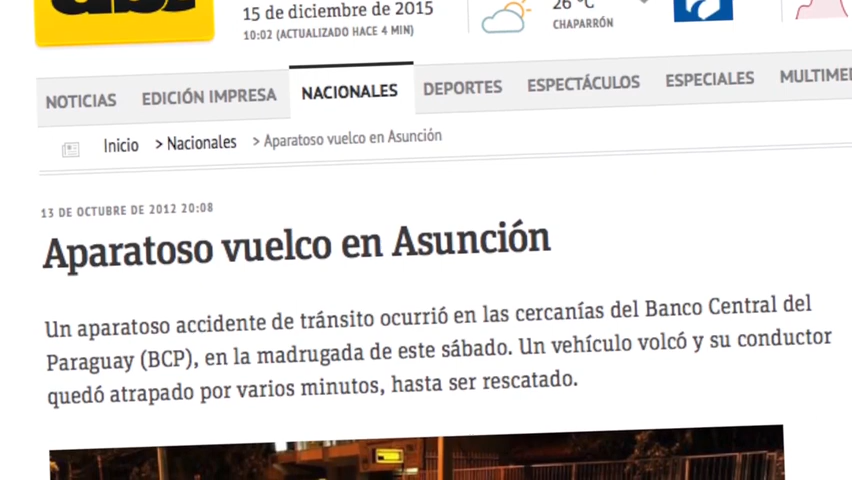 15 de diciembre de 2015
10:02 (ACTUALIZADO HACE 4 MIN)
26 °C
CHAPARRÓN
NOTICIAS EDICIÓN IMPRESA NACIONALES DEPORTES ESPECTÁCULOS ESPECIALES
Inicio > Nacionales > Aparatoso vuelco en Asunción
13 DE OCTUBRE DE 2012 20:08
Aparatoso vuelco en Asunción
Un aparatoso accidente de tránsito ocurrió en las cercanías del Banco Central del
Paraguay (BCP), en la madrugada de este sábado. Un vehículo volcó y su conductor
quedó atrapado por varios minutos, hasta ser rescatado.